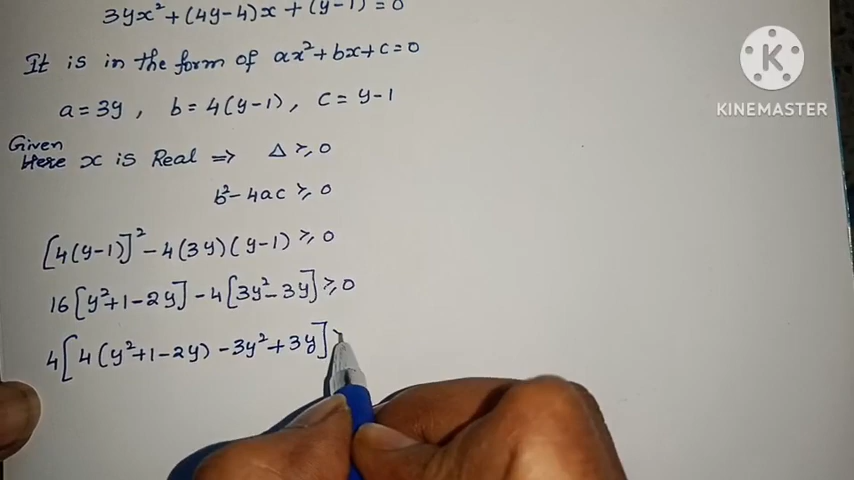 3yx² + (4y-4)x + (y-1) = 0
It is in the form of ax² + bx + c = 0
a = 3y , b = 4(y-1), c = y-1
Given
Here x is Real ⇒ Δ ≥ 0
b² - 4ac ≥ 0
[4(y-1)]² - 4(3y)(y-1) ≥ 0
16[y²+1-2y] - 4[3y²-3y] ≥ 0
4[4(y²+1-2y) - 3y² + 3y] >
KINEMASTER